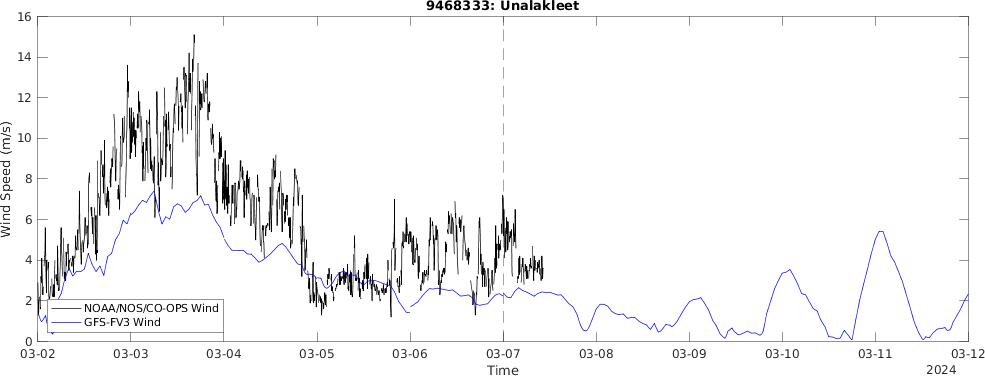 9468333: Unalakleet
16
14
12
10
8
6
4
2
0
Wind Speed (m/s)
NOAA/NOS/CO-OPS Wind
GFS-FV3 Wind
03-02 03-03 03-04 03-05 03-06 03-07 03-08 03-09 03-10 03-11 03-12
Time
2024